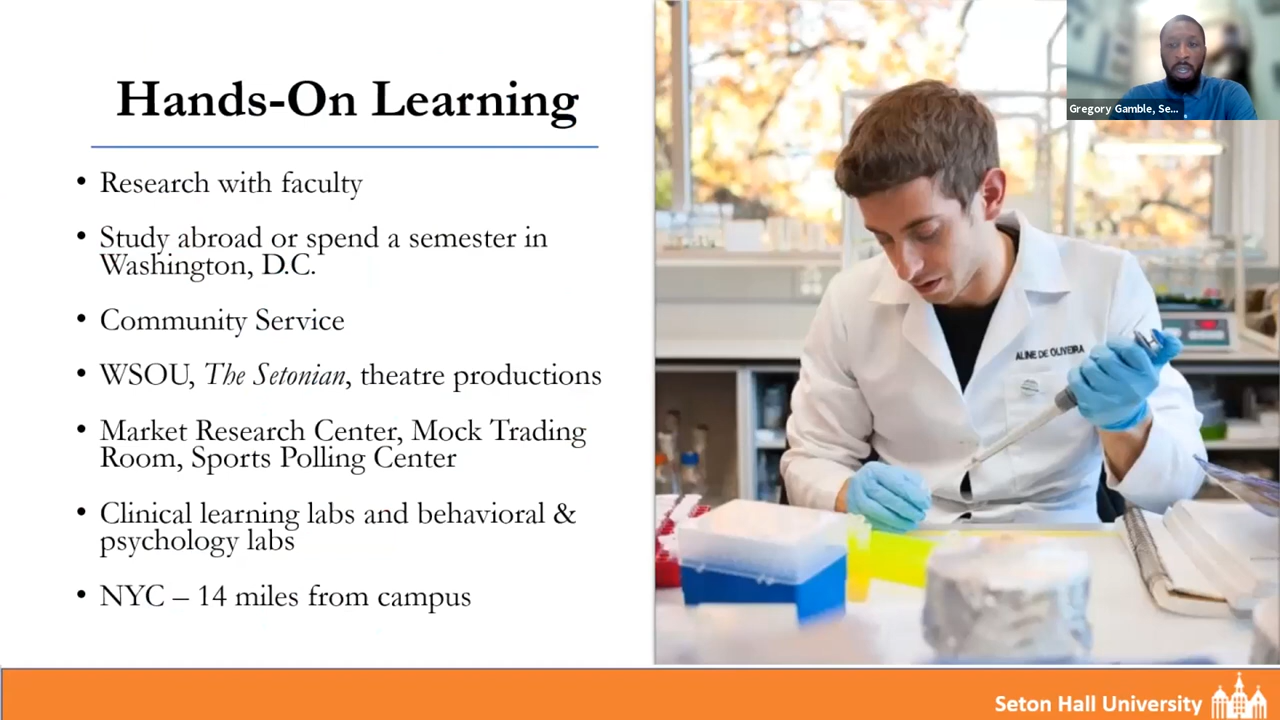 Hands-On Learning
• Research with faculty
• Study abroad or spend a semester in
Washington, D.C.
• Community Service
• WSOU, The Setonian, theatre productions
• Market Research Center, Mock Trading
Room, Sports Polling Center
• Clinical learning labs and behavioral &
psychology labs
• NYC – 14 miles from campus
Gregory Gamble, Se...
ALINE DE OLIVEIRA
Seton Hall University